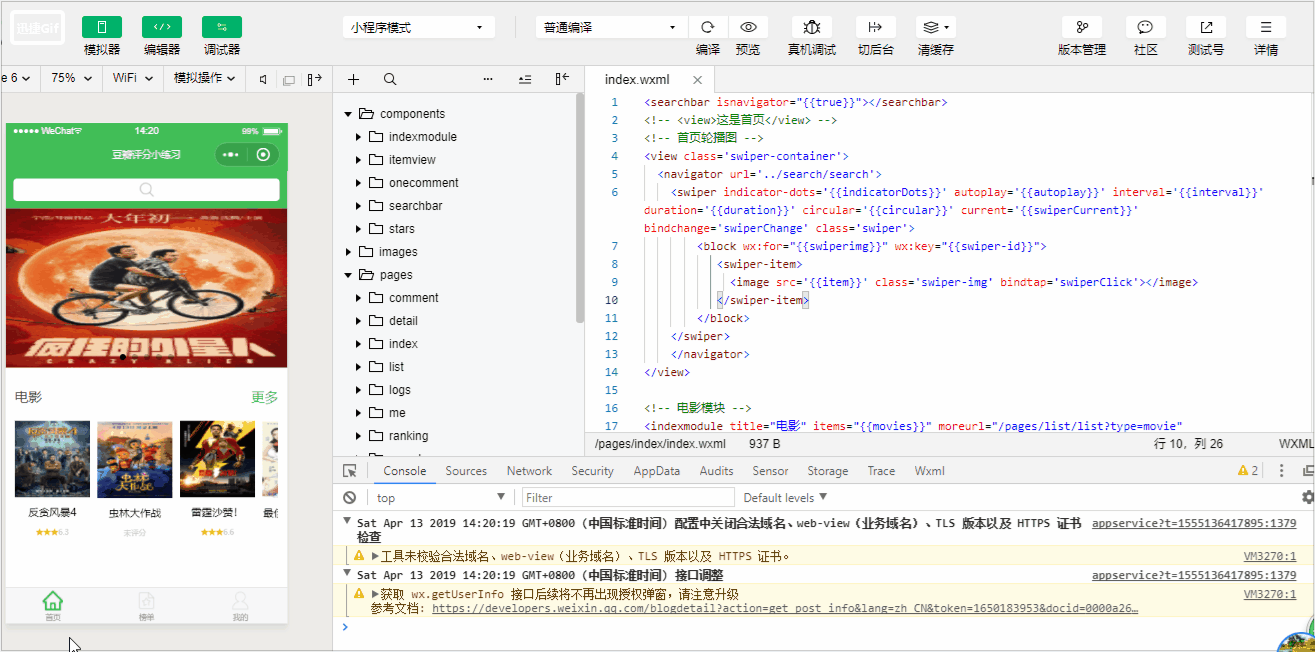 迅捷Gif
模拟器 编辑器 调试器
小程序模式 普通编译
编译 预览 真机调试 切后台 清缓存 版本管理 社区 测试号 详情
e 6 75% WiFi 模拟操作
index.wxml
WeChat 14:20 99%
豆瓣评分小练习
大年初一
疯狂的外星人
CRAZY ALIEN
电影 更多
反贪风暴4 虫林大作战 雷霆沙赞!
6.3 未评分 6.6
首页 榜单 我的
components
indexmodule
itemview
onecomment
searchbar
stars
images
pages
comment
detail
index
list
logs
me
ranking
1 <searchbar isnavigator="{{true}}"></searchbar>
2 <!-- <view>这是首页</view> -->
3 <!-- 首页轮播图 -->
4 <view class='swiper-container'>
5 <navigator url='../search/search'>
6 <swiper indicator-dots='{{indicatorDots}}' autoplay='{{autoplay}}' interval='{{interval}}'
duration='{{duration}}' circular='{{circular}}' current='{{swiperCurrent}}'
bindchange='swiperChange' class='swiper'>
7 <block wx:for="{{swiperimg}}" wx:key="{{swiper-id}}">
8 <swiper-item>
9 <image src='{{item}}' class='swiper-img' bindtap='swiperClick'></image>
10 </swiper-item>
11 </block>
12 </swiper>
13 </navigator>
14 </view>
15
16 <!-- 电影模块 -->
17 <indexmodule title="电影" items="{{movies}}" moreurl="/pages/list/list?type=movie"
/pages/index/index.wxml 937 B 行 10，列 26 WXML
Console Sources Network Security AppData Audits Sensor Storage Trace Wxml 2
top Filter Default levels
Sat Apr 13 2019 14:20:19 GMT+0800 (中国标准时间) 配置中关闭合法域名、web-view（业务域名）、TLS 版本以及 HTTPS 证书 appservice?t=1555136417895:1379
检查
工具未校验合法域名、web-view（业务域名）、TLS 版本以及 HTTPS 证书。 VM3270:1
Sat Apr 13 2019 14:20:19 GMT+0800 (中国标准时间) 接口调整 appservice?t=1555136417895:1379
获取 wx.getUserInfo 接口后续将不再出现授权弹窗，请注意升级 VM3270:1
参考文档: https://developers.weixin.qq.com/blogdetail?action=get_post_info&lang=zh_CN&token=1650183953&docid=0000a26…